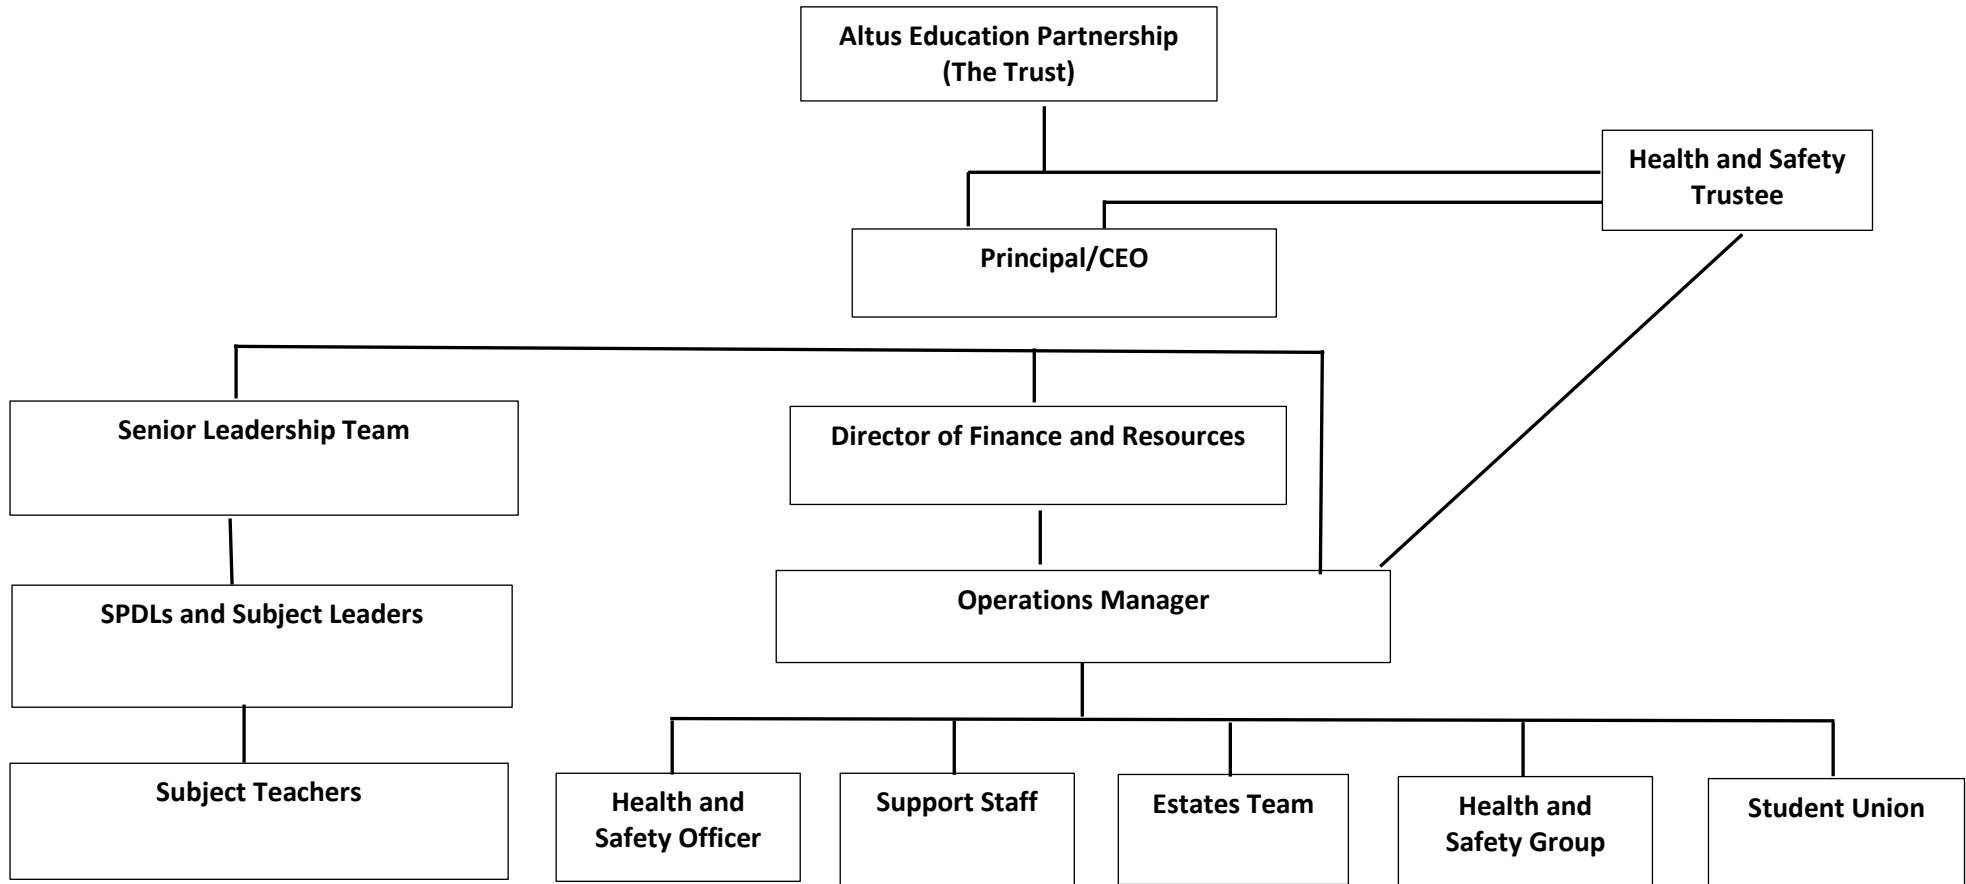 Altus Education Partnership
(The Trust)
Health and Safety
Trustee
Principal/CEO
Senior Leadership Team
Director of Finance and Resources
SPDLs and Subject Leaders
Operations Manager
Subject Teachers
Health and
Safety Officer
Support Staff
Estates Team
Health and
Safety Group
Student Union